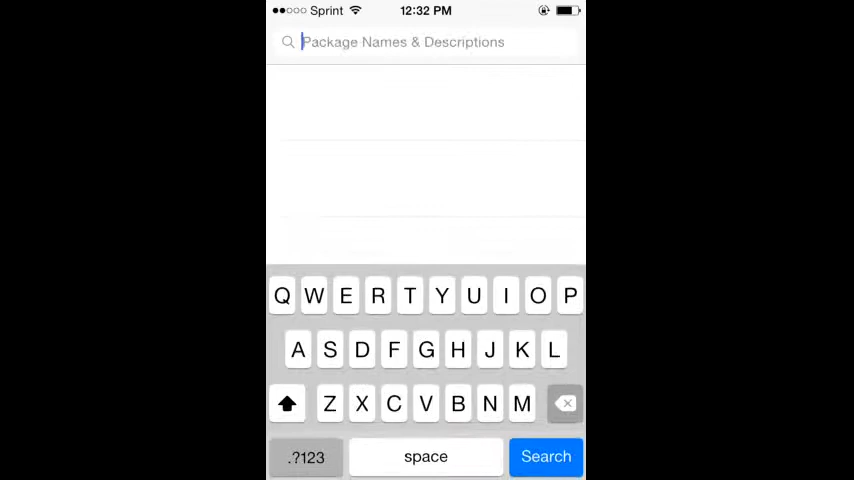 Sprint 12:32 PM
Package Names & Descriptions
Q W E R T Y U I O P
A S D F G H J K L
Z X C V B N M
.?123 space Search